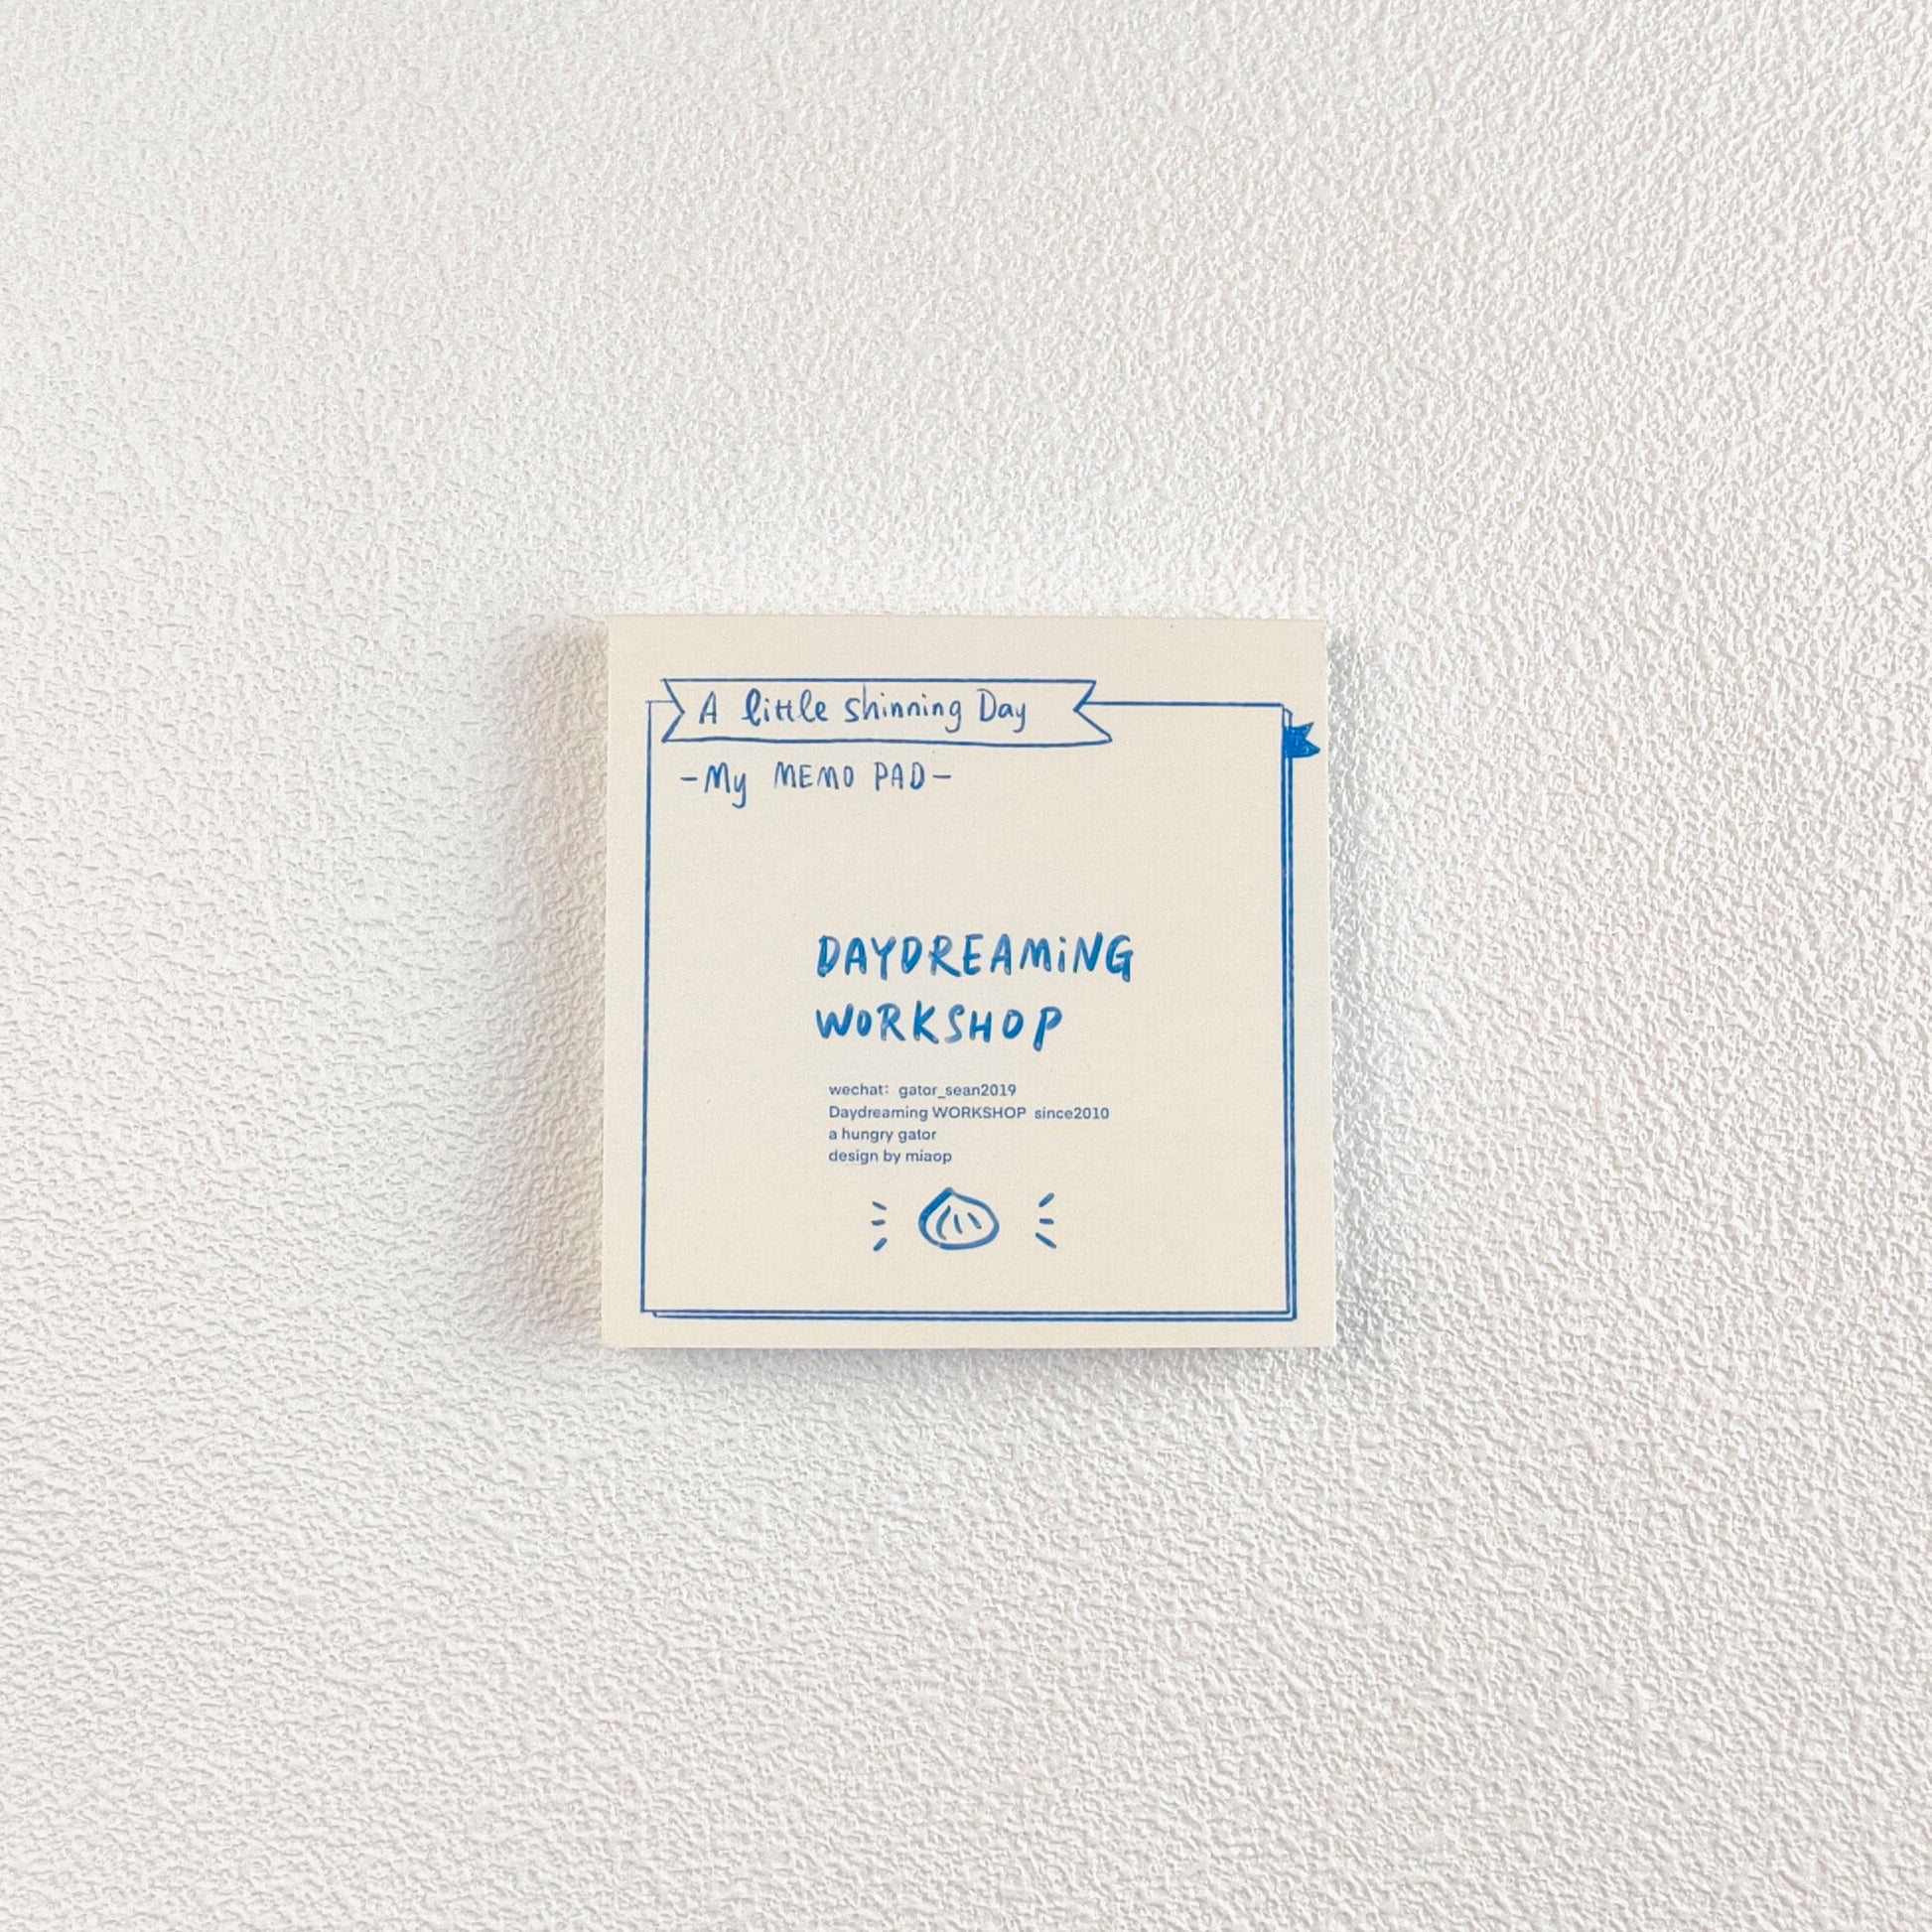 A little shinning Day
-My MEMO PAD-
DAYDREAMiNG
WORKSHOP
wechat: gator_sean2019
Daydreaming WORKSHOP since2010
a hungry gator
design by miaop